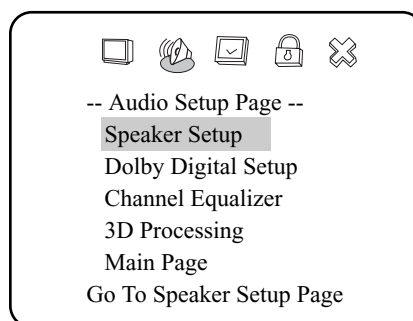 -- Audio Setup Page --
Speaker Setup
Dolby Digital Setup
Channel Equalizer
3D Processing
Main Page
Go To Speaker Setup Page